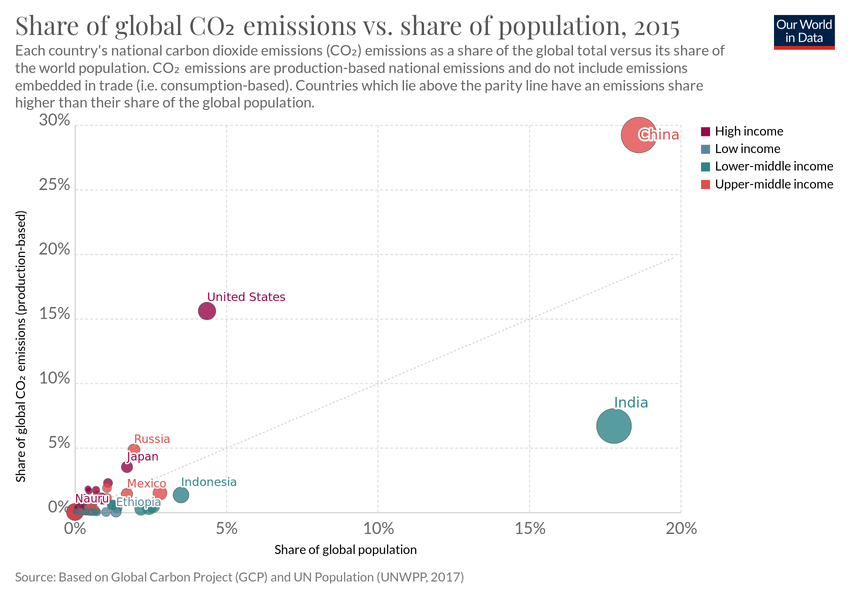 Share of global CO₂ emissions vs. share of population, 2015
Our World
in Data
Each country's national carbon dioxide emissions (CO₂) emissions as a share of the global total versus its share of
the world population. CO₂ emissions are production-based national emissions and do not include emissions
embedded in trade (i.e. consumption-based). Countries which lie above the parity line have an emissions share
higher than their share of the global population.
30%
25%
20%
15%
10%
5%
0%
Share of global CO₂ emissions (production-based)
China
United States
India
Russia
Japan
Mexico
Indonesia
Nauru
Ethiopia
0%
5%
10%
15%
20%
Share of global population
High income
Low income
Lower-middle income
Upper-middle income
Source: Based on Global Carbon Project (GCP) and UN Population (UNWPP, 2017)